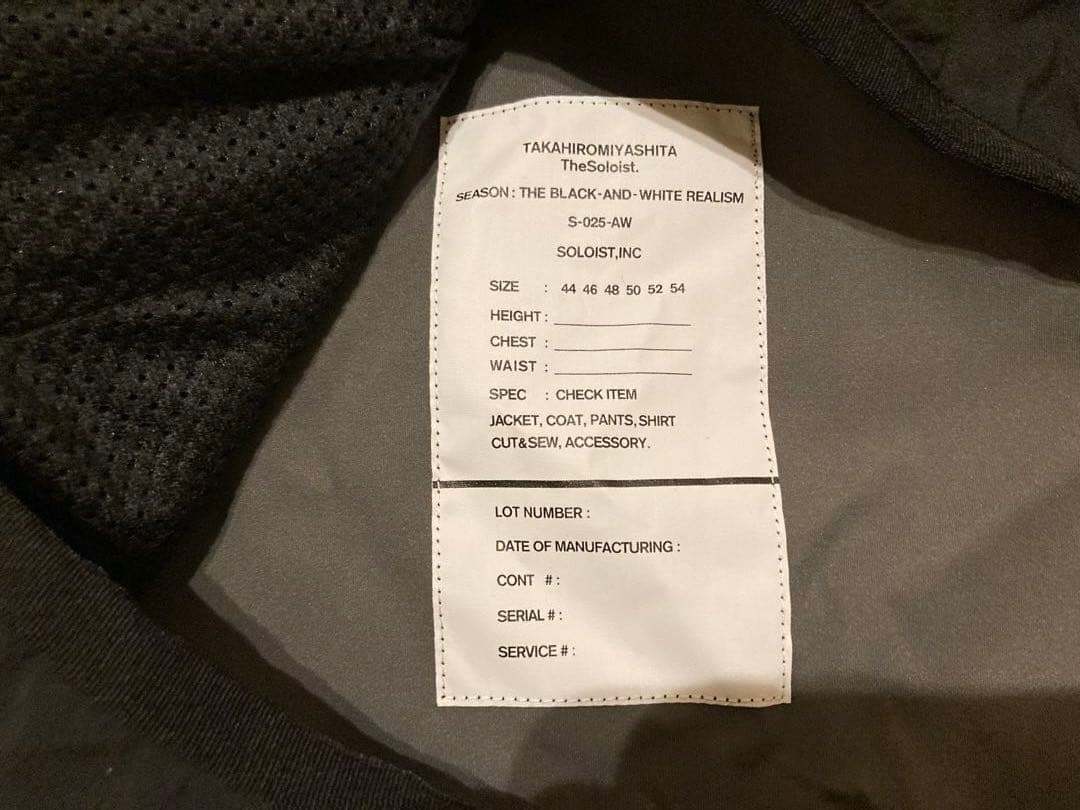 TAKAHIROMIYASHITA
TheSoloist.
SEASON : THE BLACK-AND-WHITE REALISM
S-025-AW
SOLOIST,INC
SIZE : 44 46 48 50 52 54
HEIGHT :
CHEST :
WAIST :
SPEC : CHECK ITEM
JACKET, COAT, PANTS, SHIRT
CUT&SEW, ACCESSORY.
LOT NUMBER :
DATE OF MANUFACTURING :
CONT # :
SERIAL # :
SERVICE # :